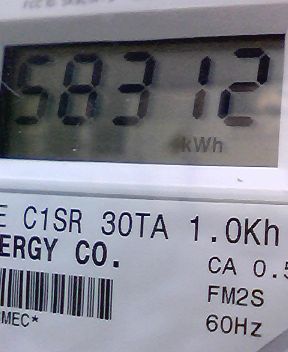 58312
kWh
E C1SR 30TA 1.0Kh
ERGY CO.
CA 0.5
FM2S
MEC*
60Hz